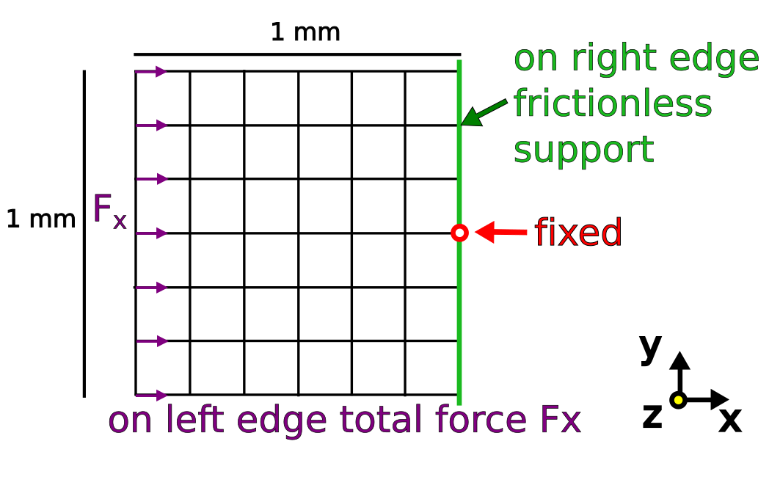 1 mm
on right edge
frictionless
support
1 mm
Fx
fixed
y
z
x
on left edge total force Fx